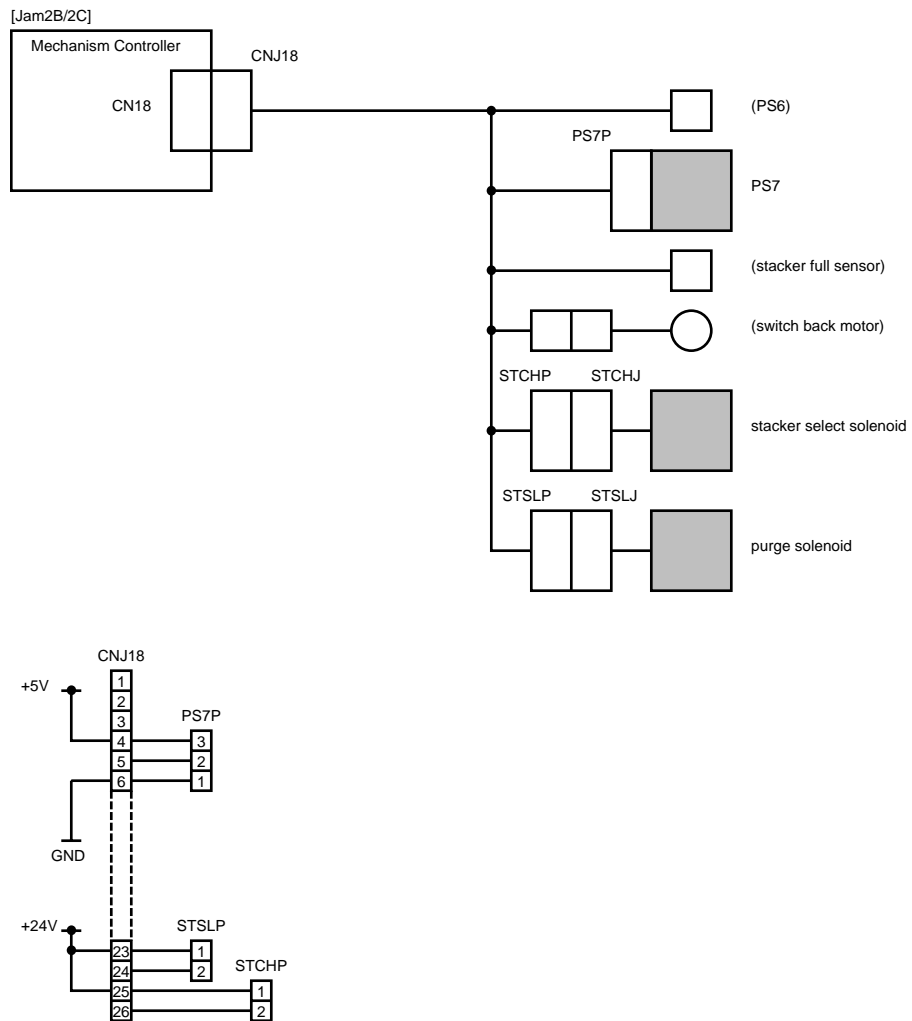 [Jam2B/2C]
Mechanism Controller
CNJ18
CN18
(PS6)
PS7P
PS7
(stacker full sensor)
(switch back motor)
STCHP STCHJ
stacker select solenoid
STSLP STSLJ
purge solenoid
CNJ18
+5V
1
2
3
PS7P
4 3
5 2
6 1
GND
+24V
STSLP
23 1
24 2
STCHP
25 1
26 2